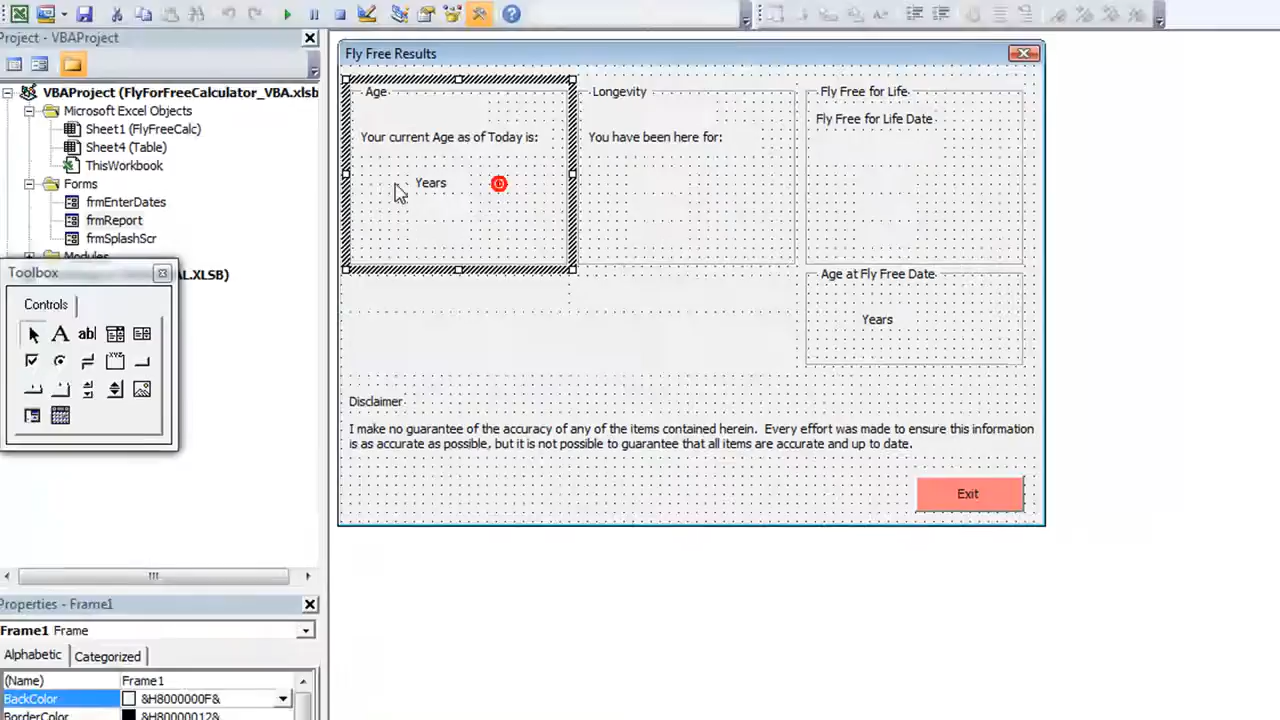 Project - VBAProject
VBAProject (FlyForFreeCalculator_VBA.xlsb
Microsoft Excel Objects
Sheet1 (FlyFreeCalc)
Sheet4 (Table)
ThisWorkbook
Forms
frmEnterDates
frmReport
frmSplashScr
Modules
AL.XLSB)
Toolbox
Controls
A
ab|
XYZ
Fly Free Results
Age
Your current Age as of Today is:
Years
Longevity
You have been here for:
Fly Free for Life
Fly Free for Life Date
Age at Fly Free Date
Years
Disclaimer
I make no guarantee of the accuracy of any of the items contained herein. Every effort was made to ensure this information
is as accurate as possible, but it is not possible to guarantee that all items are accurate and up to date.
Exit
Properties - Frame1
Frame1 Frame
Alphabetic
Categorized
(Name) Frame1
BackColor &H8000000F&
BorderColor &H80000012&